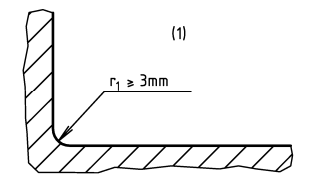 (1)
r₁ ≥ 3mm